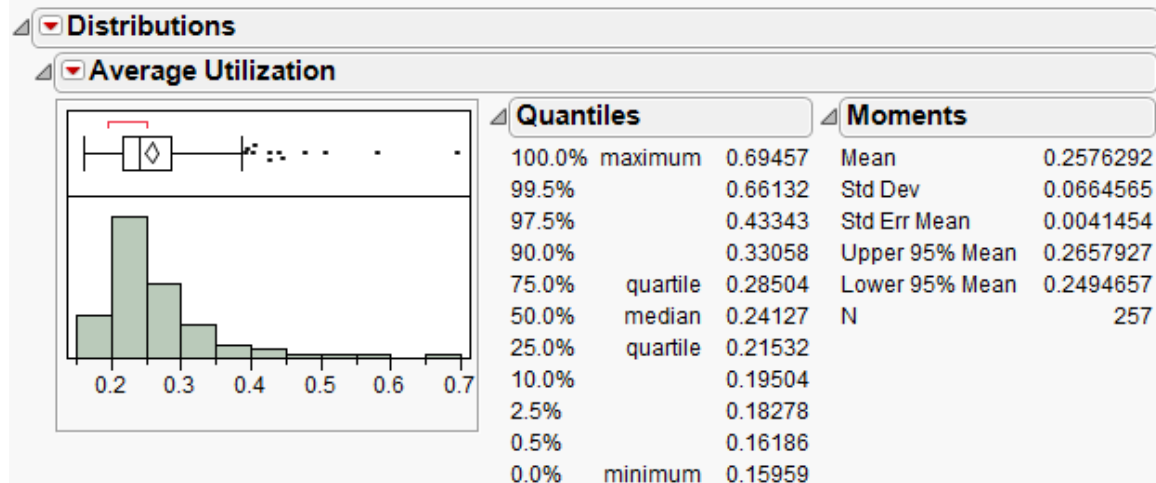 Distributions
Average Utilization
0.2 0.3 0.4 0.5 0.6 0.7
Quantiles
100.0% maximum 0.69457
99.5% 0.66132
97.5% 0.43343
90.0% 0.33058
75.0% quartile 0.28504
50.0% median 0.24127
25.0% quartile 0.21532
10.0% 0.19504
2.5% 0.18278
0.5% 0.16186
0.0% minimum 0.15959
Moments
Mean 0.2576292
Std Dev 0.0664565
Std Err Mean 0.0041454
Upper 95% Mean 0.2657927
Lower 95% Mean 0.2494657
N 257